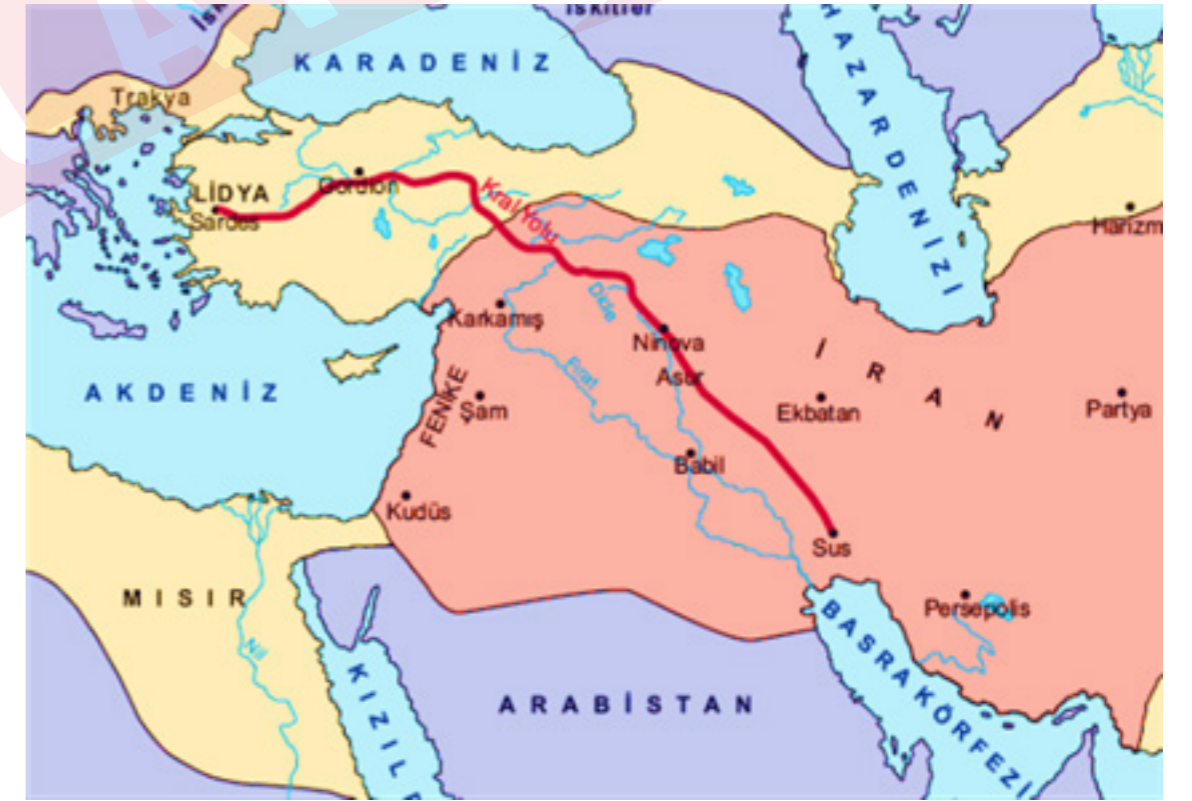 İskitler
KARADENİZ
HAZAR DENİZİ
Trakya
LİDYA
Sardes
Gordion
Kral Yolu
Harizm
Karkamış
Dicle
Ninova
Asur
Fırat
İRAN
AKDENİZ
FENİKE
Şam
Ekbatan
Partya
Babil
Kudüs
Sus
MISIR
Nil
Persepolis
BASRA KÖRFEZİ
KIZIL
ARABİSTAN